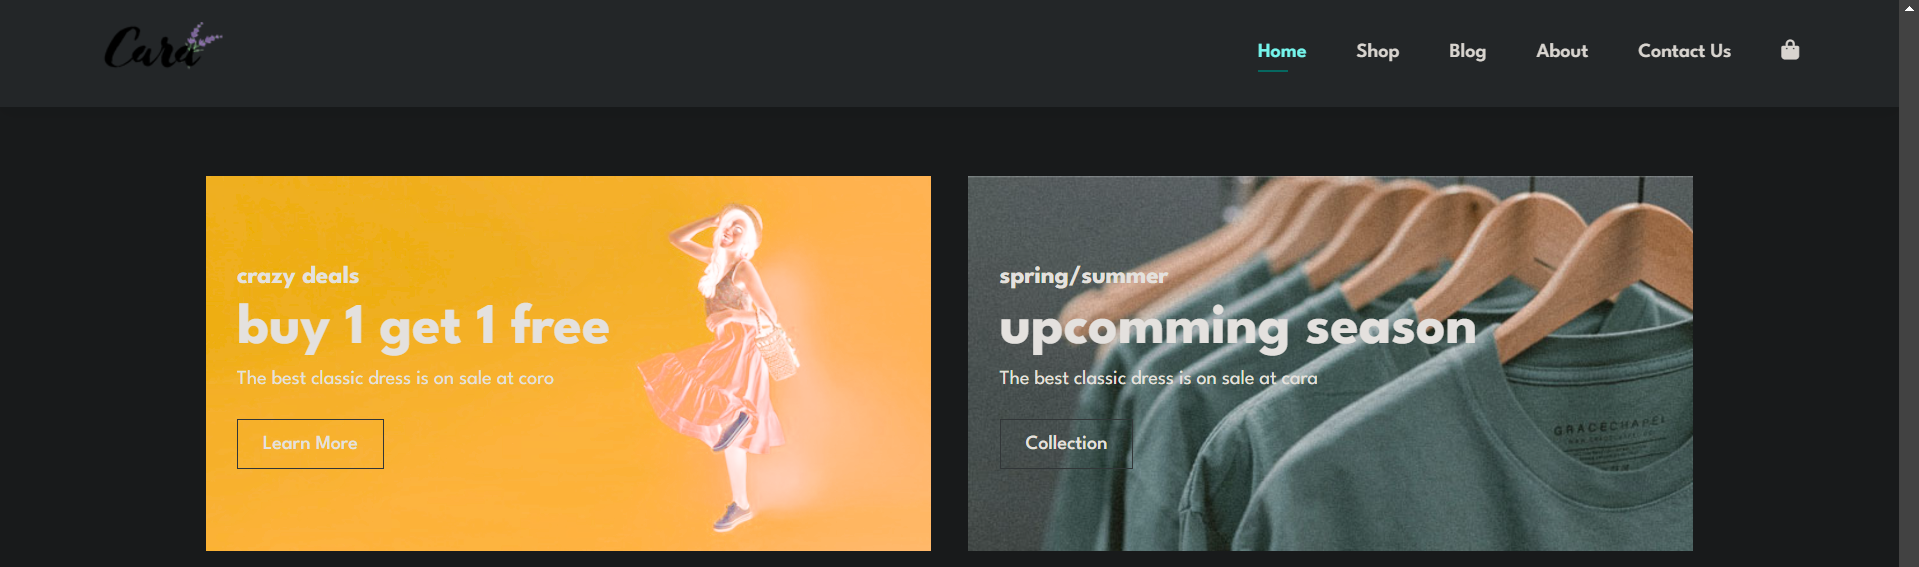 Cara
Home Shop Blog About Contact Us
crazy deals
buy 1 get 1 free
The best classic dress is on sale at coro
Learn More
spring/summer
upcomming season
The best classic dress is on sale at cara
Collection
GRACECHAPEL